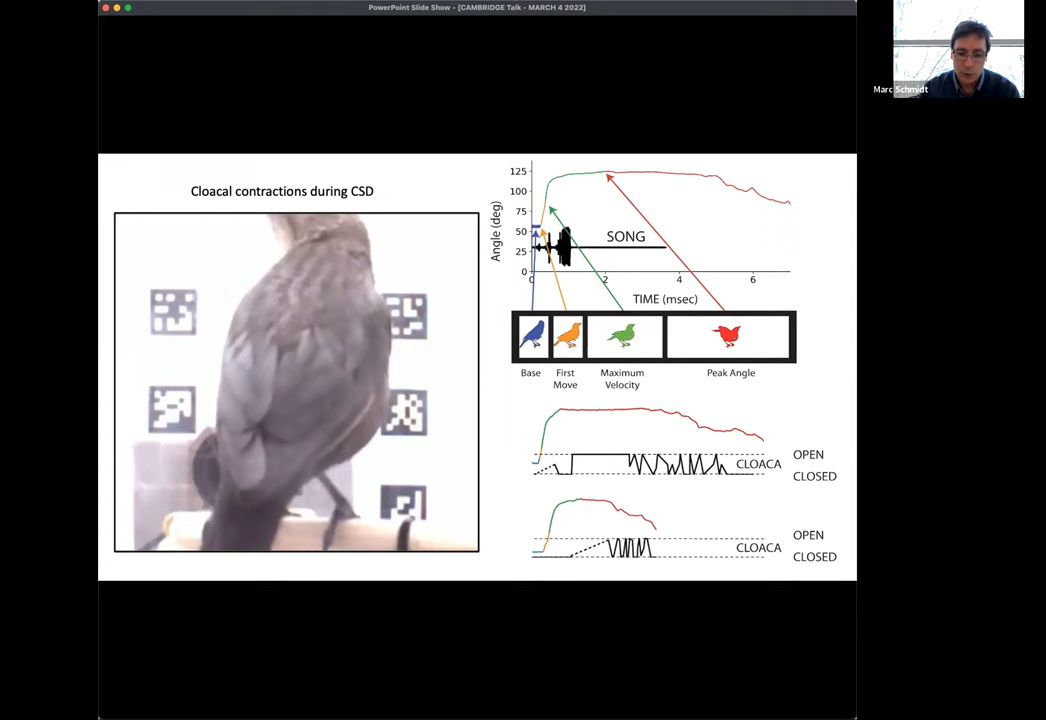 PowerPoint Slide Show - [CAMBRIDGE Talk - MARCH 4 2022]
Marc Schmidt
Cloacal contractions during CSD
125
100
75
50
25
0
Angle (deg)
SONG
0 2 4 6
TIME (msec)
Base
First
Move
Maximum
Velocity
Peak Angle
OPEN
CLOACA
CLOSED
OPEN
CLOACA
CLOSED